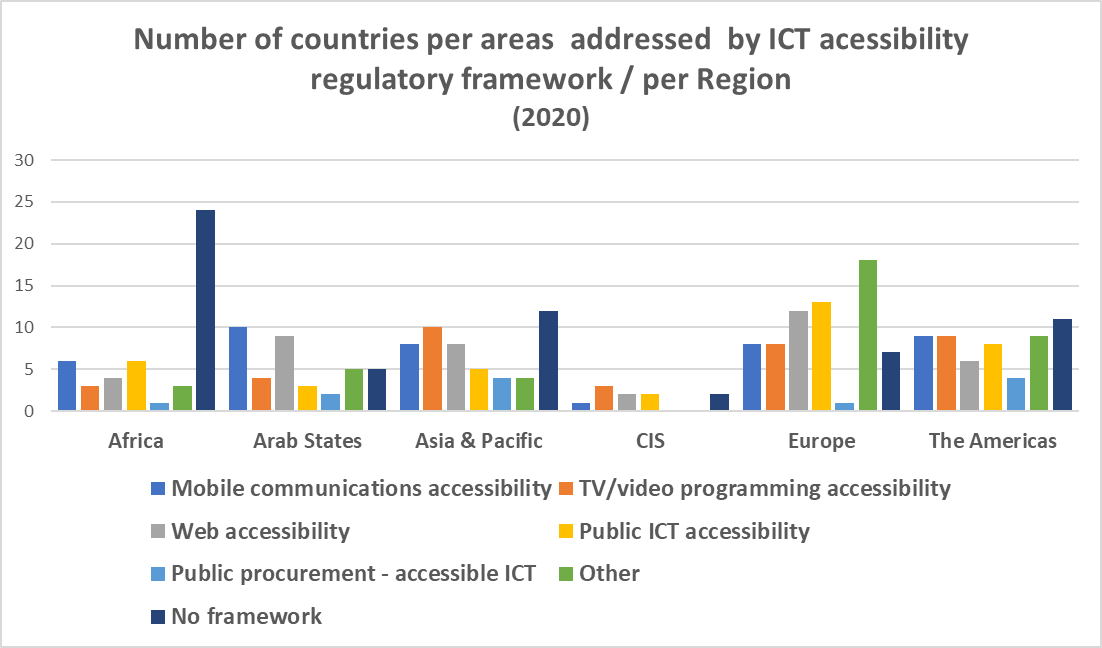 Number of countries per areas  addressed  by ICT acessibility
regulatory framework / per Region
(2020)
30
25
20
15
10
5
0
Africa
Arab States
Asia & Pacific
CIS
Europe
The Americas
Mobile communications accessibility
TV/video programming accessibility
Web accessibility
Public ICT accessibility
Public procurement - accessible ICT
Other
No framework